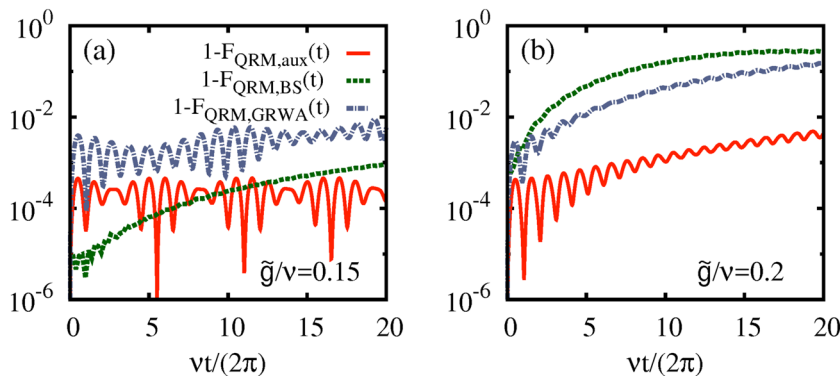 10^0
10^-2
10^-4
10^-6
(a)
1-F_QRM,aux(t)
1-F_QRM,BS(t)
1-F_QRM,GRWA(t)
g̃/ν=0.15
0 5 10 15 20
νt/(2π)
10^0
10^-2
10^-4
10^-6
(b)
g̃/ν=0.2
0 5 10 15 20
νt/(2π)